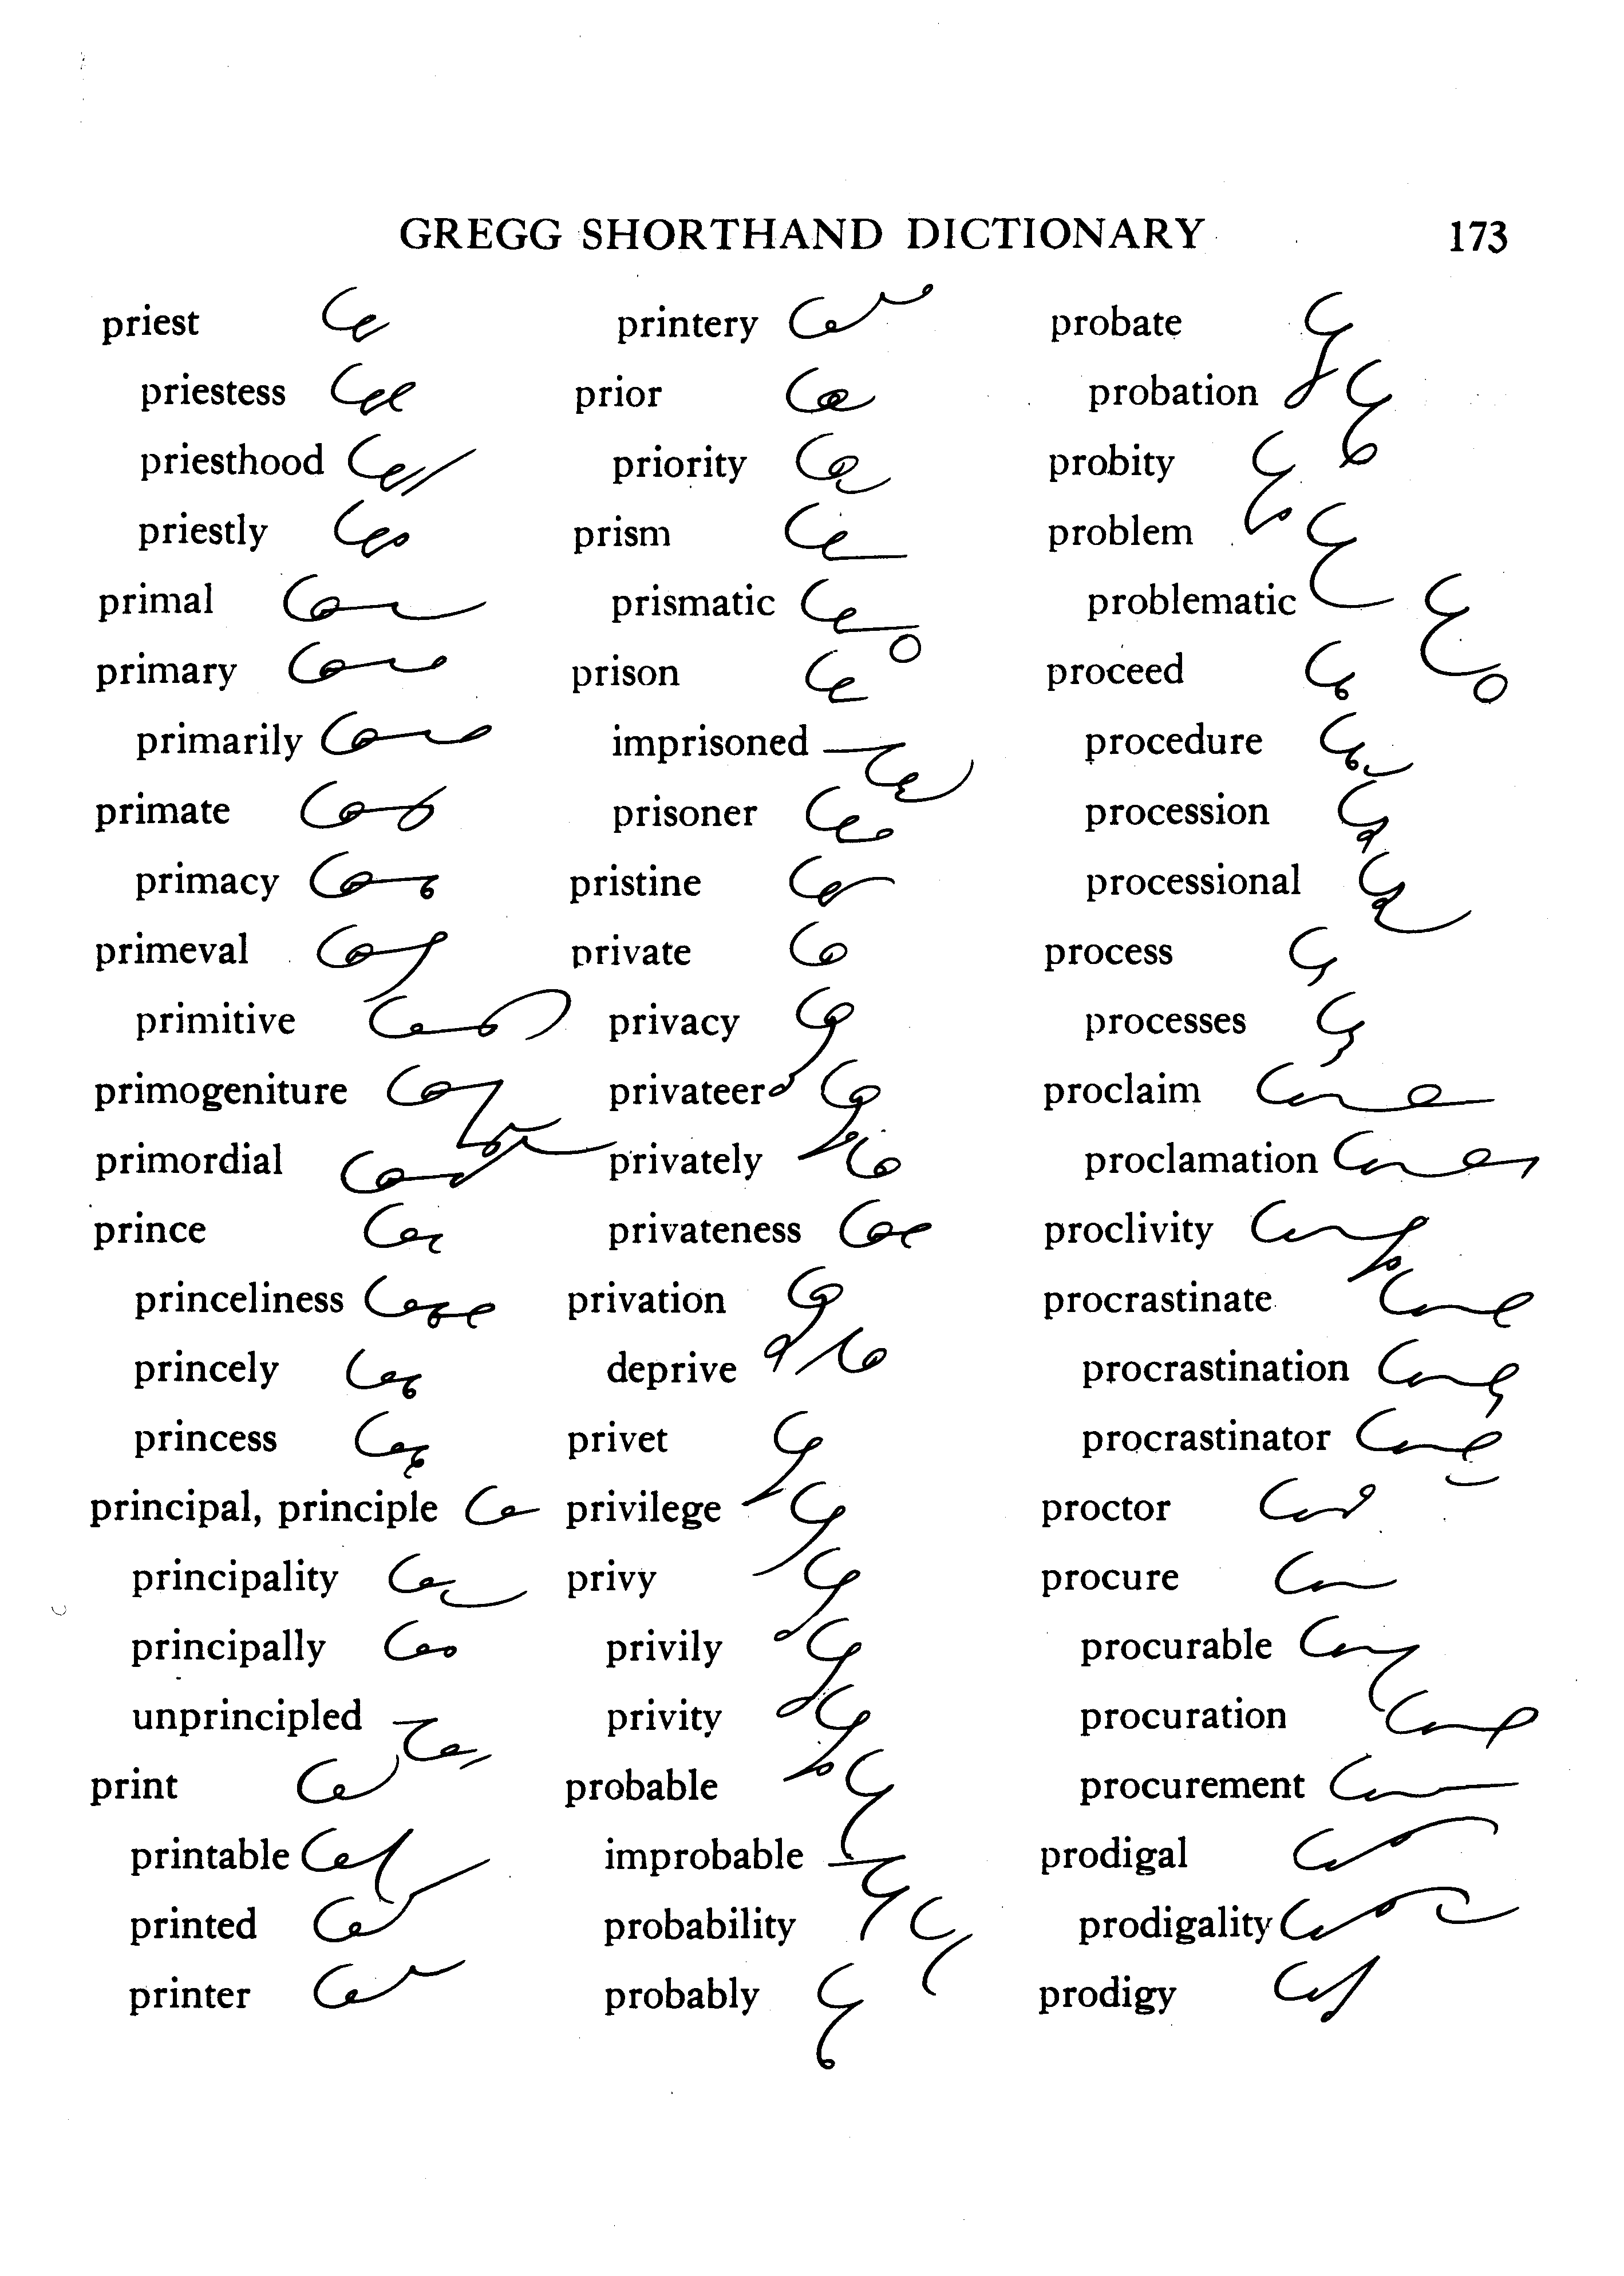 GREGG SHORTHAND DICTIONARY 173
priest
priestess
priesthood
priestly
primal
primary
primarily
primate
primacy
primeval
primitive
primogeniture
primordial
prince
princeliness
princely
princess
principal, principle
principality
principally
unprincipled
print
printable
printed
printer
printery
prior
priority
prism
prismatic
prison
imprisoned
prisoner
pristine
private
privacy
privateer
privately
privateness
privation
deprive
privet
privilege
privy
privily
privity
probable
improbable
probability
probably
probate
probation
probity
problem
problematic
proceed
procedure
procession
processional
process
processes
proclaim
proclamation
proclivity
procrastinate
procrastination
procrastinator
proctor
procure
procurable
procuration
procurement
prodigal
prodigality
prodigy